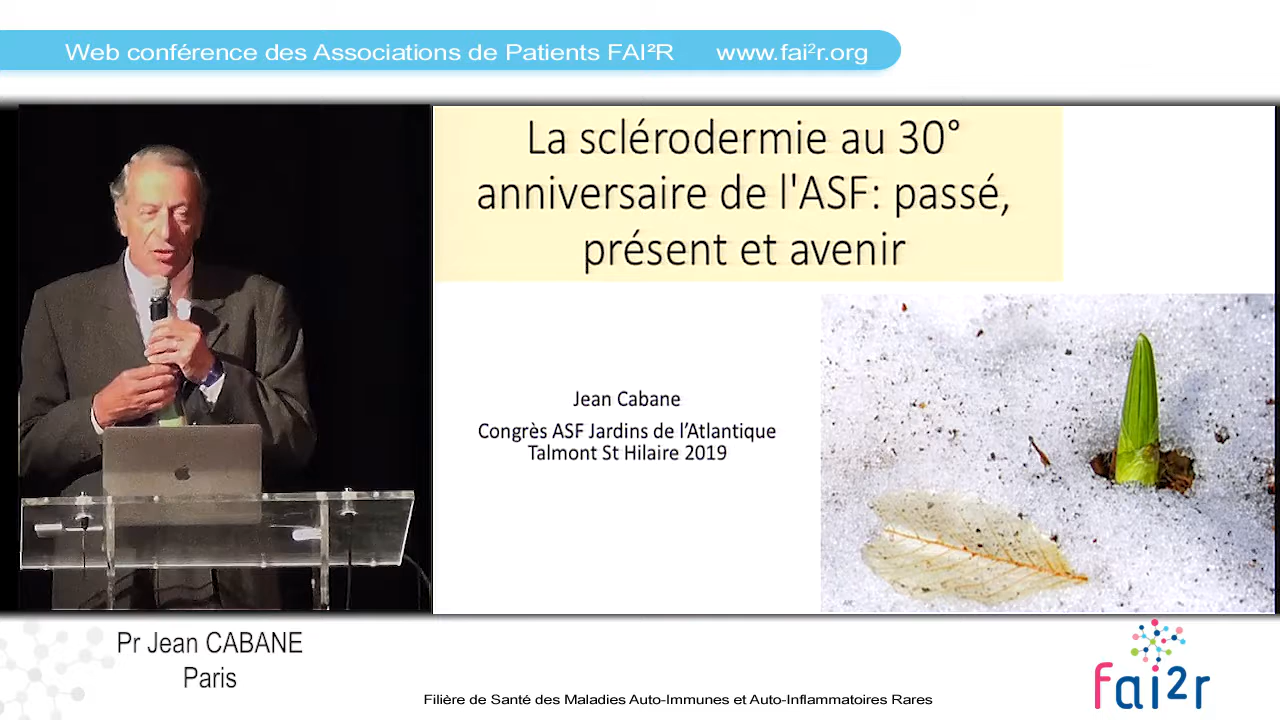 Web conférence des Associations de Patients FAI²R www.fai²r.org
La sclérodermie au 30°
anniversaire de l'ASF: passé,
présent et avenir
Jean Cabane
Congrès ASF Jardins de l'Atlantique
Talmont St Hilaire 2019
Pr Jean CABANE
Paris
fai2r
Filière de Santé des Maladies Auto-Immunes et Auto-Inflammatoires Rares